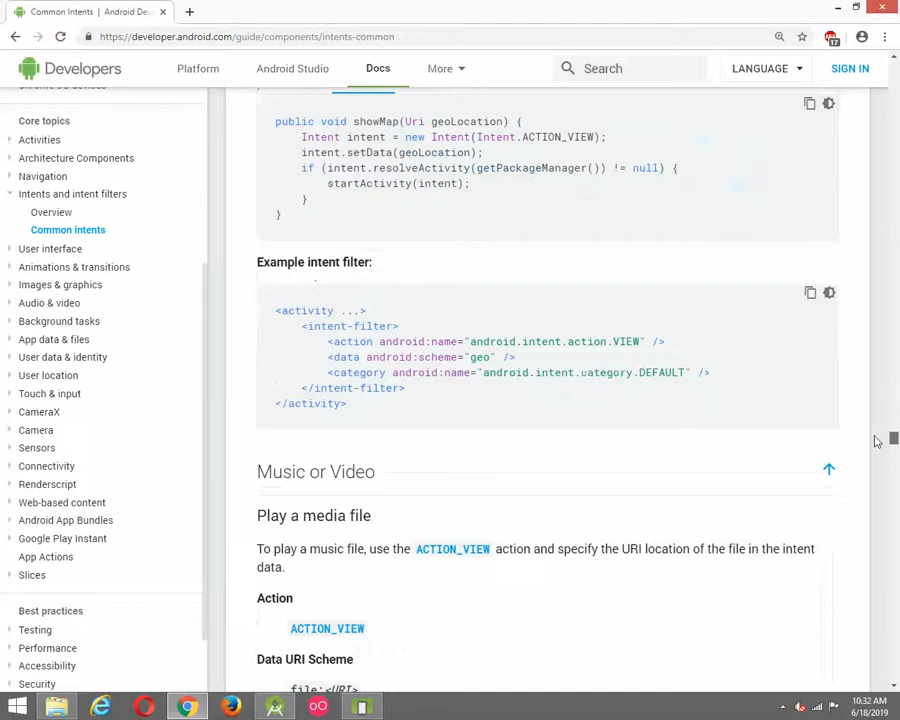 Common Intents | Android De
https://developer.android.com/guide/components/intents-common
17
Developers
Platform
Android Studio
Docs
More
Search
LANGUAGE
SIGN IN
Chrome OS devices
Core topics
Activities
Architecture Components
Navigation
Intents and intent filters
Overview
Common intents
User interface
Animations & transitions
Images & graphics
Audio & video
Background tasks
App data & files
User data & identity
User location
Touch & input
CameraX
Camera
Sensors
Connectivity
Renderscript
Web-based content
Android App Bundles
Google Play Instant
App Actions
Slices
Best practices
Testing
Performance
Accessibility
Security
public void showMap(Uri geoLocation) {
Intent intent = new Intent(Intent.ACTION_VIEW);
intent.setData(geoLocation);
if (intent.resolveActivity(getPackageManager()) != null) {
startActivity(intent);
}
}
Example intent filter:
<activity ...>
<intent-filter>
<action android:name="android.intent.action.VIEW" />
<data android:scheme="geo" />
<category android:name="android.intent.category.DEFAULT" />
</intent-filter>
</activity>
Music or Video
Play a media file
To play a music file, use the ACTION_VIEW action and specify the URI location of the file in the intent
data.
Action
ACTION_VIEW
Data URI Scheme
file:<URI>
10:32 AM
6/18/2019